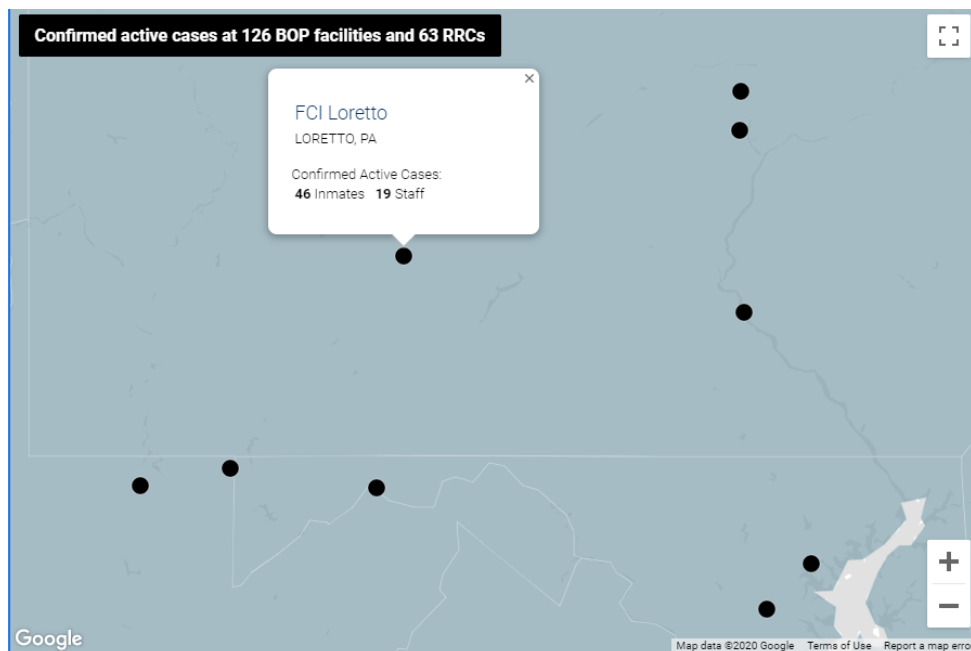 Confirmed active cases at 126 BOP facilities and 63 RRCs
FCI Loretto
LORETTO, PA
Confirmed Active Cases:
46 Inmates 19 Staff
Google
Map data ©2020 Google Terms of Use Report a map erro